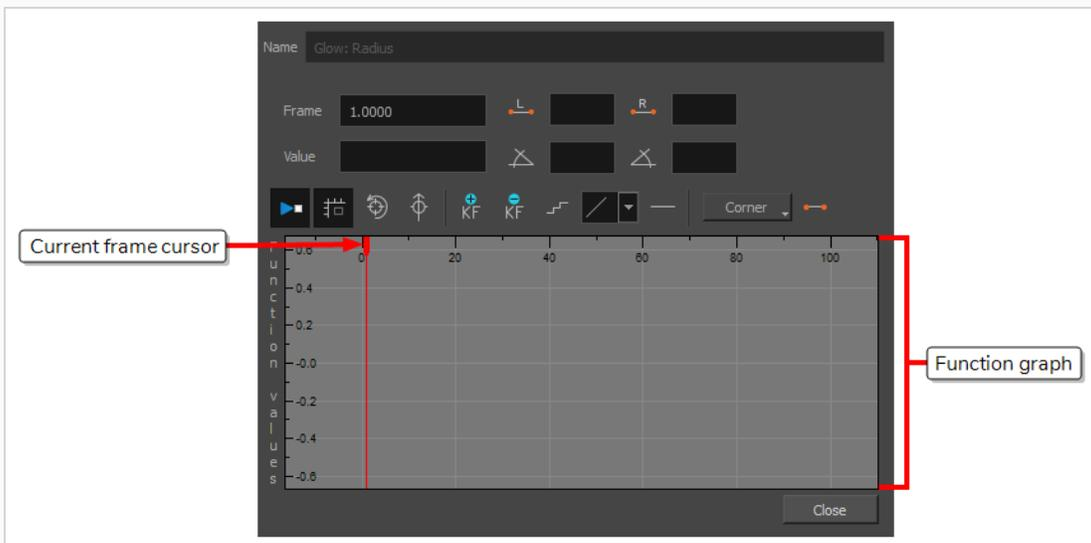 Name Glow: Radius
Frame 1.0000 L R
Value
KF KF Corner
Current frame cursor
Function values
0 20 40 60 80 100
0.6
0.4
0.2
0.0
-0.2
-0.4
-0.6
Function graph
Close